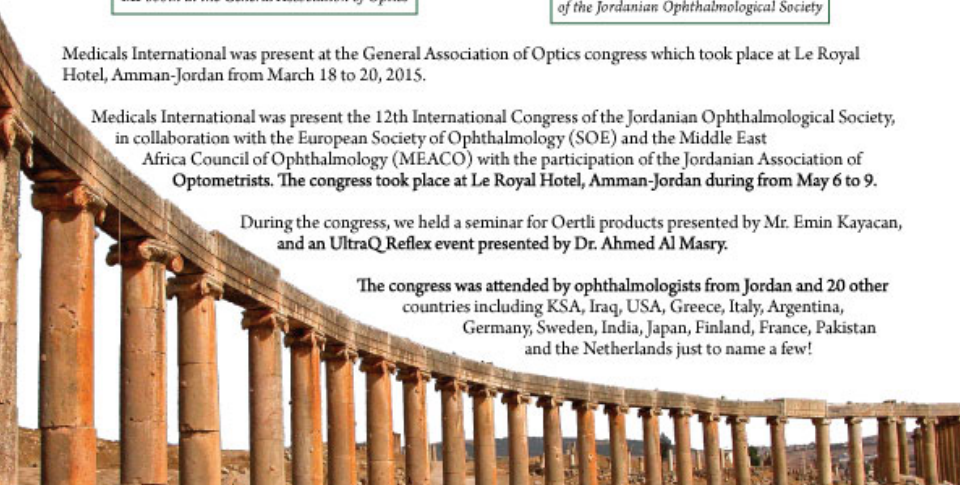 of the Jordanian Ophthalmological Society
Medicals International was present at the General Association of Optics congress which took place at Le Royal
Hotel, Amman-Jordan from March 18 to 20, 2015.
Medicals International was present the 12th International Congress of the Jordanian Ophthalmological Society,
in collaboration with the European Society of Ophthalmology (SOE) and the Middle East
Africa Council of Ophthalmology (MEACO) with the participation of the Jordanian Association of
Optometrists. The congress took place at Le Royal Hotel, Amman-Jordan during from May 6 to 9.
During the congress, we held a seminar for Oertli products presented by Mr. Emin Kayacan,
and an UltraQ Reflex event presented by Dr. Ahmed Al Masry.
The congress was attended by ophthalmologists from Jordan and 20 other
countries including KSA, Iraq, USA, Greece, Italy, Argentina,
Germany, Sweden, India, Japan, Finland, France, Pakistan
and the Netherlands just to name a few!